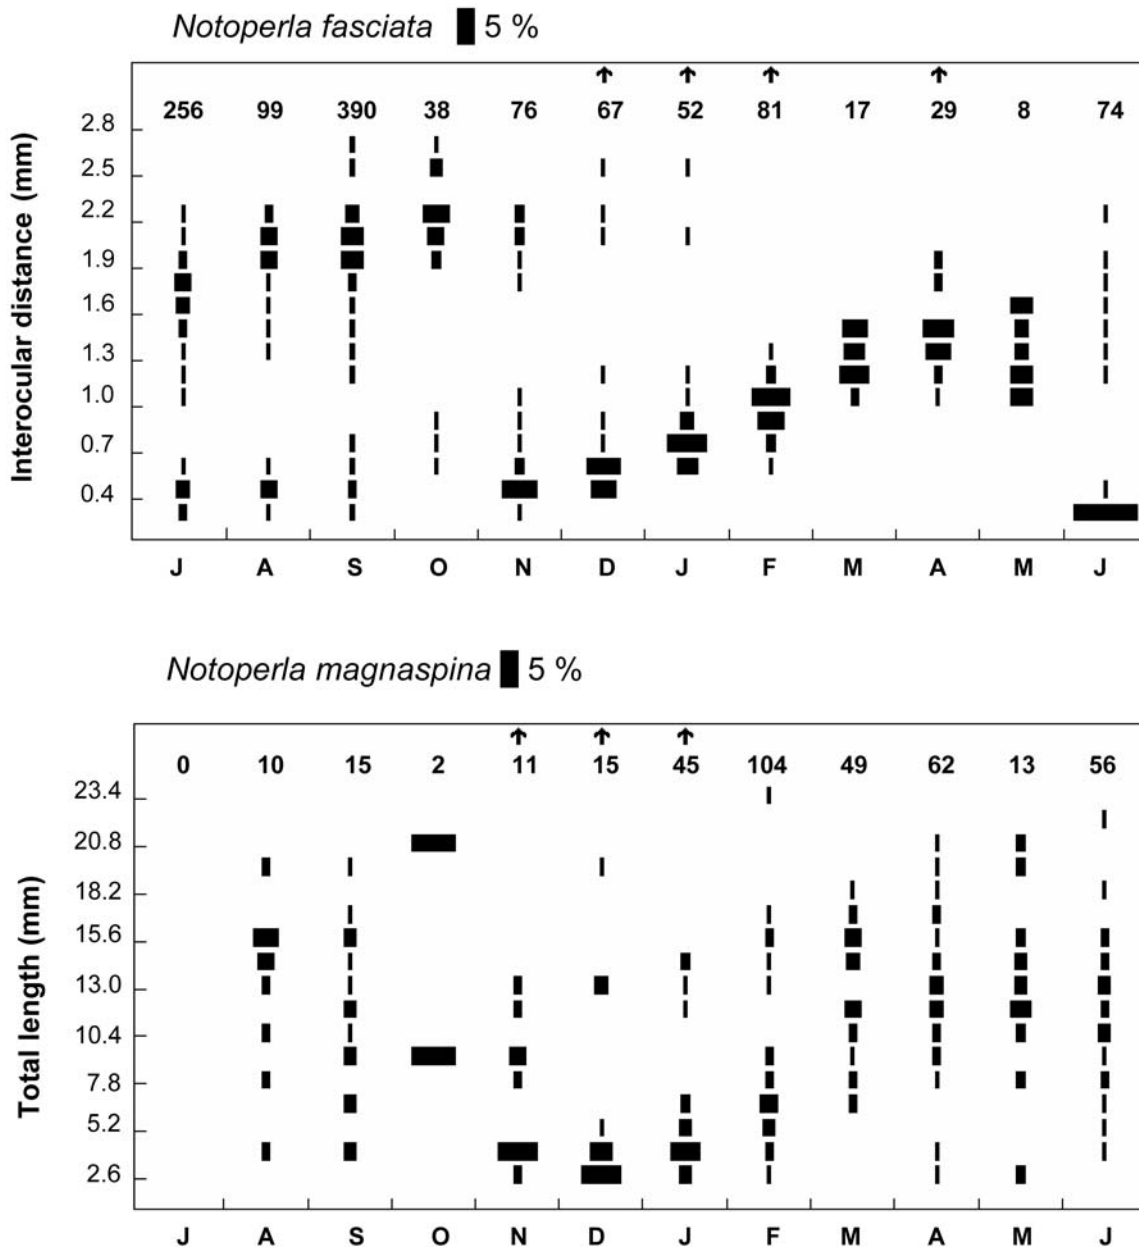 Notoperla fasciata 5 %
256 99 390 38 76 67 52 81 17 29 8 74
Interocular distance (mm)
2.8
2.5
2.2
1.9
1.6
1.3
1.0
0.7
0.4
J A S O N D J F M A M J
Notoperla magnaspina 5 %
0 10 15 2 11 15 45 104 49 62 13 56
Total length (mm)
23.4
20.8
18.2
15.6
13.0
10.4
7.8
5.2
2.6
J A S O N D J F M A M J